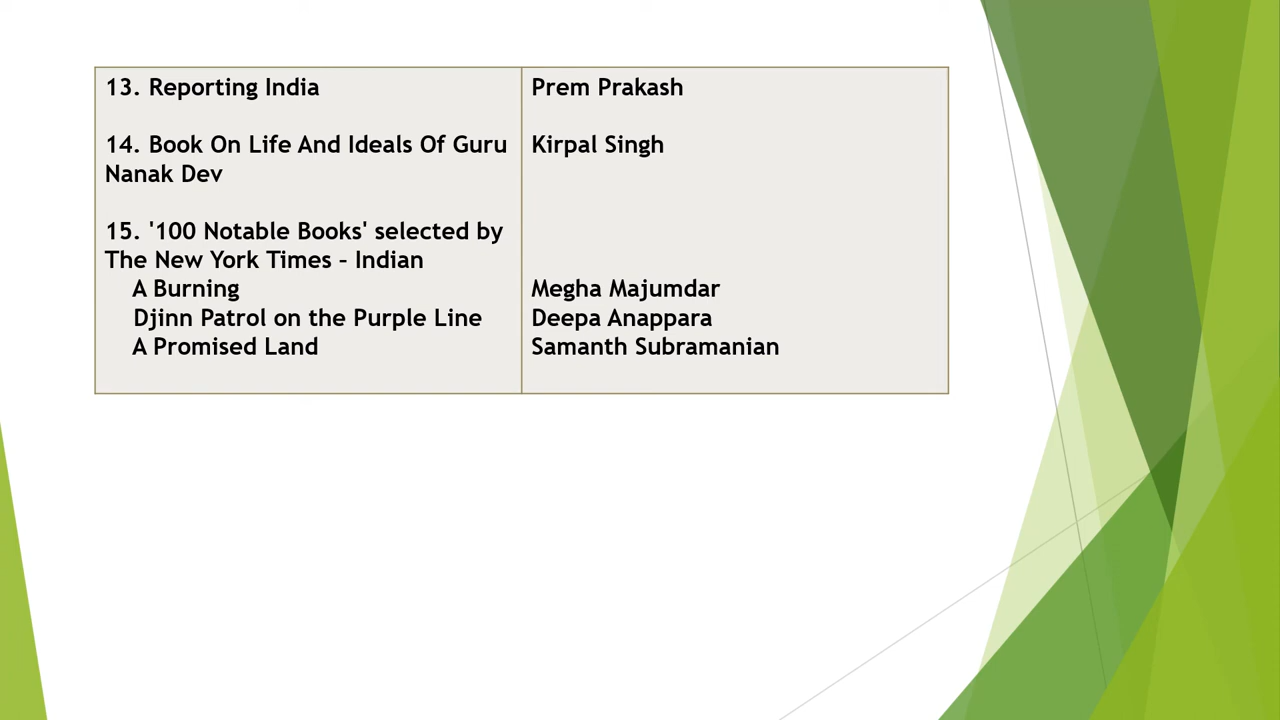 13. Reporting India
Prem Prakash
14. Book On Life And Ideals Of Guru
Nanak Dev
Kirpal Singh
15. '100 Notable Books' selected by
The New York Times – Indian
A Burning
Megha Majumdar
Djinn Patrol on the Purple Line
Deepa Anappara
A Promised Land
Samanth Subramanian